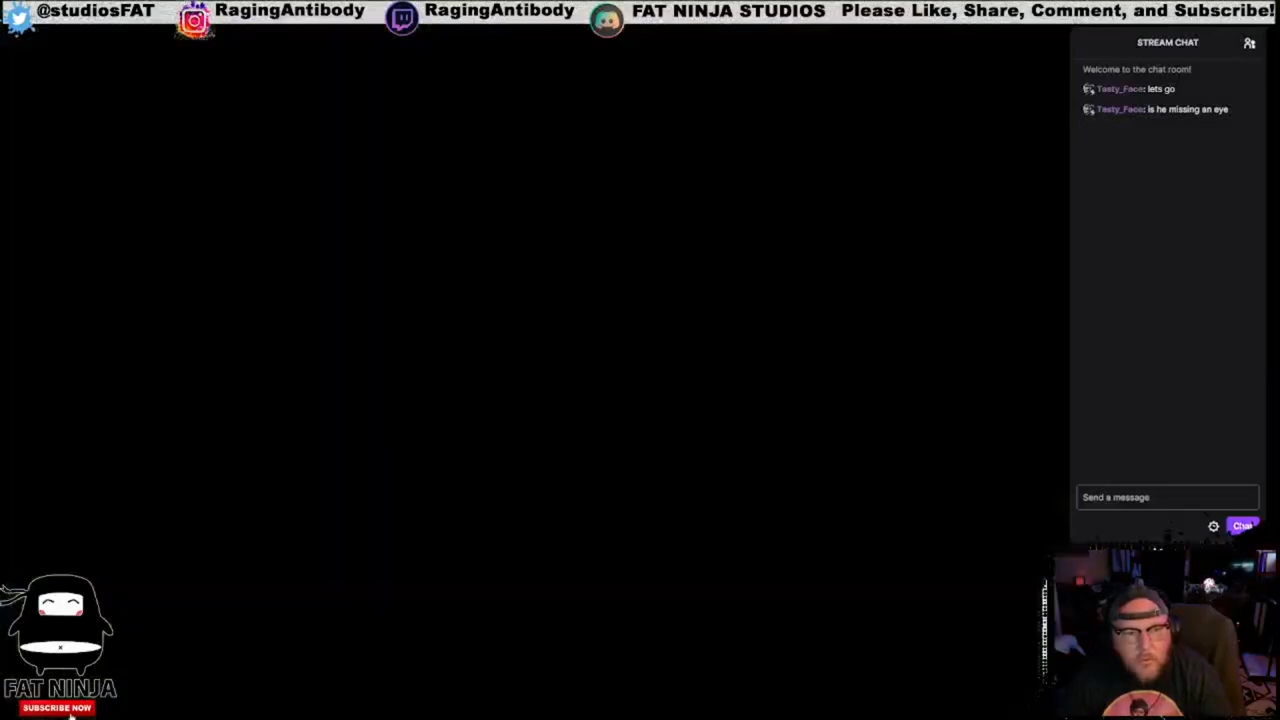 @studiosFAT RagingAntibody RagingAntibody FAT NINJA STUDIOS Please Like, Share, Comment, and Subscribe!
STREAM CHAT
Welcome to the chat room!
Tasty_Face: lets go
Tasty_Face: is he missing an eye
Send a message
Chat
FAT NINJA
SUBSCRIBE NOW